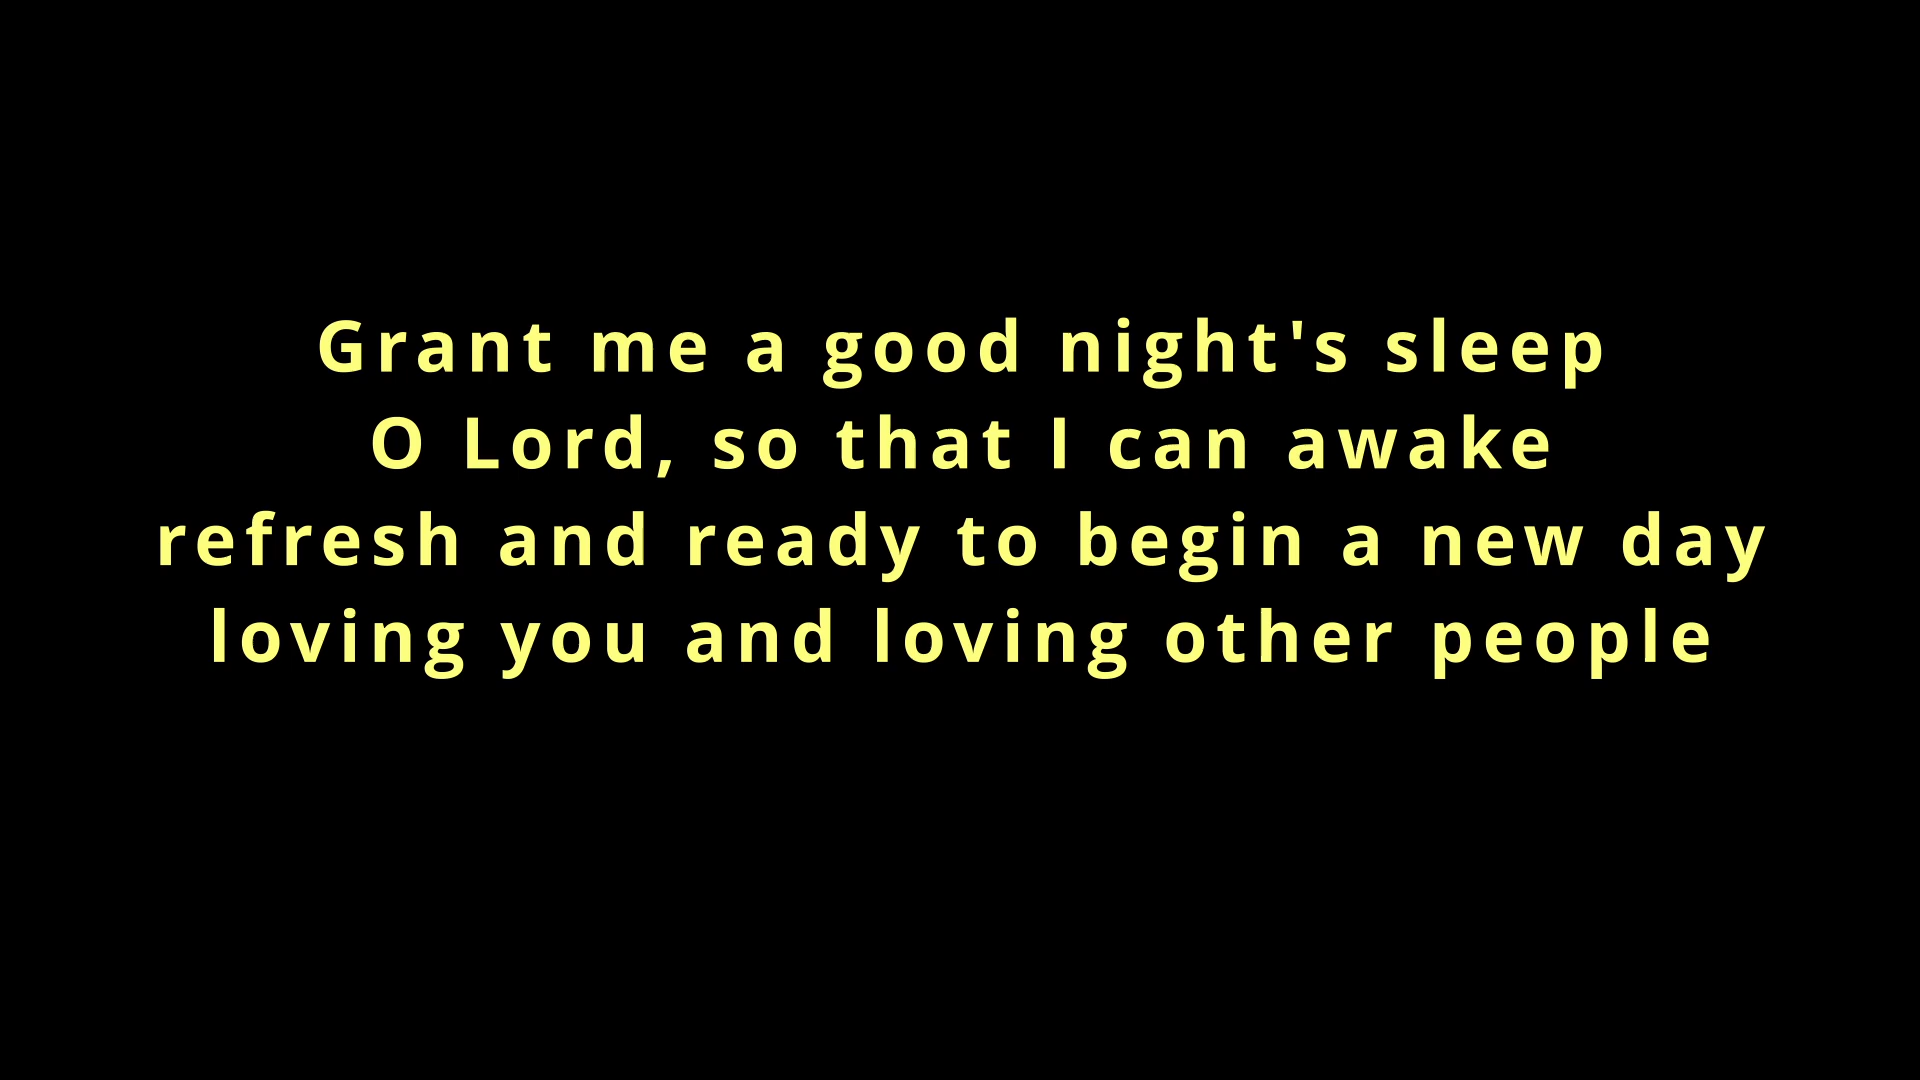 Grant me a good night's sleep
O Lord, so that I can awake
refresh and ready to begin a new day
loving you and loving other people